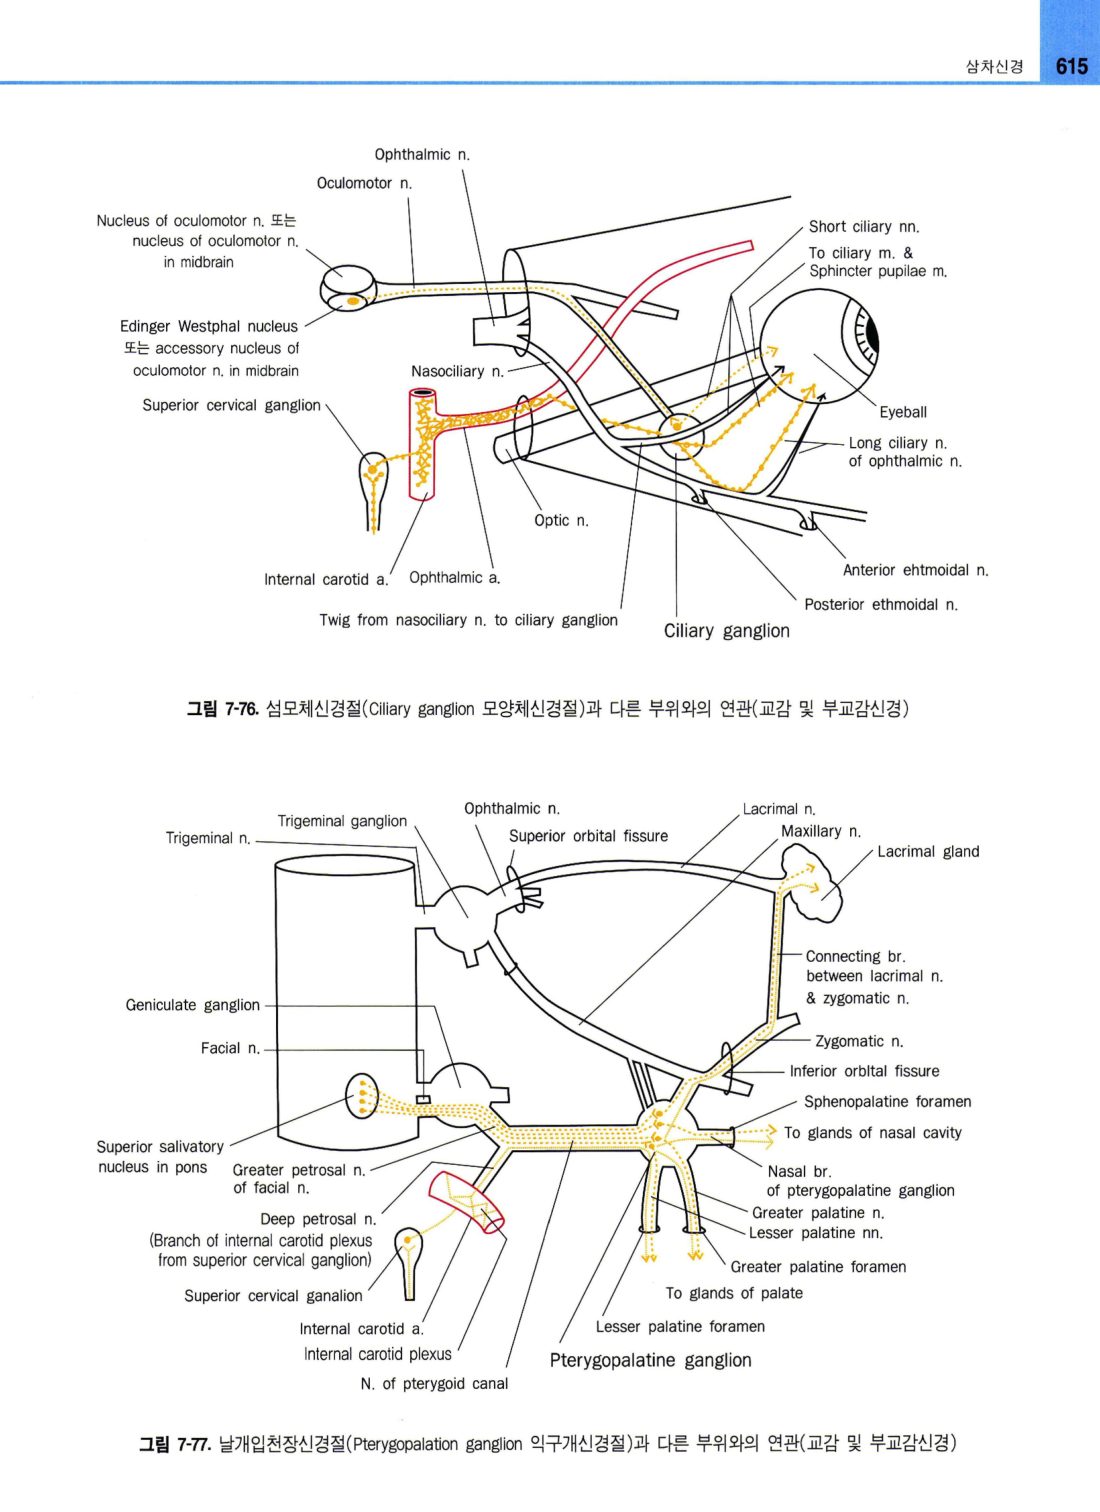 삼차신경 615
Ophthalmic n.
Oculomotor n.
Nucleus of oculomotor n. 또는
nucleus of oculomotor n.
in midbrain
Short ciliary nn.
To ciliary m. &
Sphincter pupilae m.
Edinger Westphal nucleus
또는 accessory nucleus of
oculomotor n. in midbrain
Nasociliary n.
Superior cervical ganglion
Eyeball
Long ciliary n.
of ophthalmic n.
Optic n.
Internal carotid a.
Ophthalmic a.
Anterior ehtmoidal n.
Posterior ethmoidal n.
Twig from nasociliary n. to ciliary ganglion
Ciliary ganglion
그림 7-76. 섬모체신경절(Ciliary ganglion 모양체신경절)과 다른 부위와의 연관(교감 및 부교감신경)
Ophthalmic n.
Lacrimal n.
Trigeminal ganglion
Superior orbital fissure
Maxillary n.
Trigeminal n.
Lacrimal gland
Connecting br.
between lacrimal n.
& zygomatic n.
Geniculate ganglion
Facial n.
Zygomatic n.
Inferior orbital fissure
Sphenopalatine foramen
To glands of nasal cavity
Superior salivatory
nucleus in pons
Greater petrosal n.
of facial n.
Nasal br.
of pterygopalatine ganglion
Greater palatine n.
Lesser palatine nn.
Deep petrosal n.
(Branch of internal carotid plexus
from superior cervical ganglion)
Greater palatine foramen
Superior cervical ganalion
To glands of palate
Internal carotid a.
Lesser palatine foramen
Internal carotid plexus
Pterygopalatine ganglion
N. of pterygoid canal
그림 7-77. 날개입천장신경절(Pterygopalation ganglion 익구개신경절)과 다른 부위와의 연관(교감 및 부교감신경)